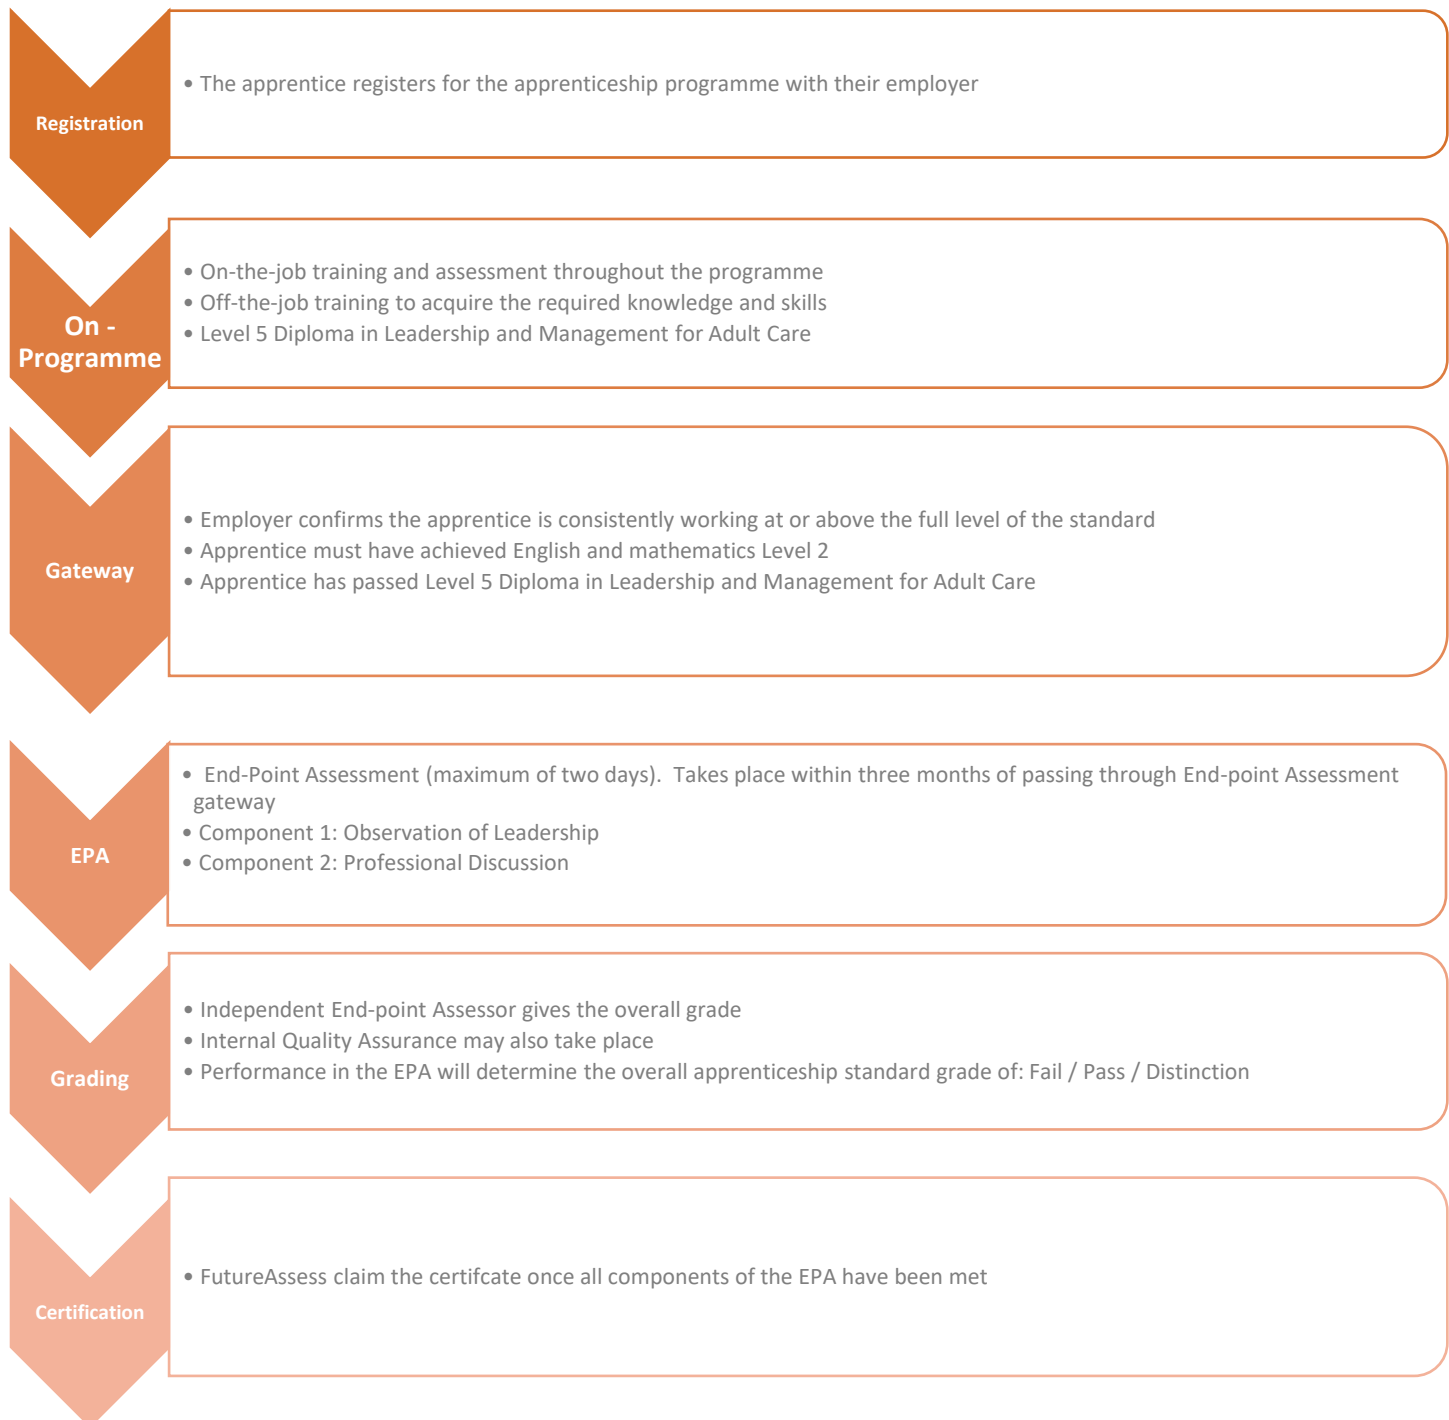 Registration
• The apprentice registers for the apprenticeship programme with their employer
On -
Programme
• On-the-job training and assessment throughout the programme
• Off-the-job training to acquire the required knowledge and skills
• Level 5 Diploma in Leadership and Management for Adult Care
Gateway
• Employer confirms the apprentice is consistently working at or above the full level of the standard
• Apprentice must have achieved English and mathematics Level 2
• Apprentice has passed Level 5 Diploma in Leadership and Management for Adult Care
EPA
• End-Point Assessment (maximum of two days). Takes place within three months of passing through End-point Assessment
gateway
• Component 1: Observation of Leadership
• Component 2: Professional Discussion
Grading
• Independent End-point Assessor gives the overall grade
• Internal Quality Assurance may also take place
• Performance in the EPA will determine the overall apprenticeship standard grade of: Fail / Pass / Distinction
Certification
• FutureAssess claim the certifcate once all components of the EPA have been met